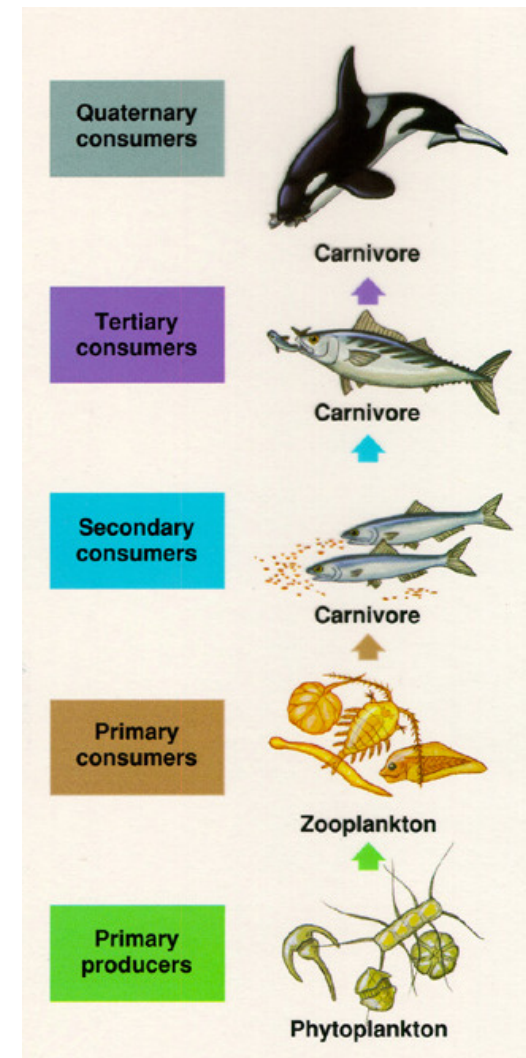 Quaternary
consumers
Carnivore
Tertiary
consumers
Carnivore
Secondary
consumers
Carnivore
Primary
consumers
Zooplankton
Primary
producers
Phytoplankton